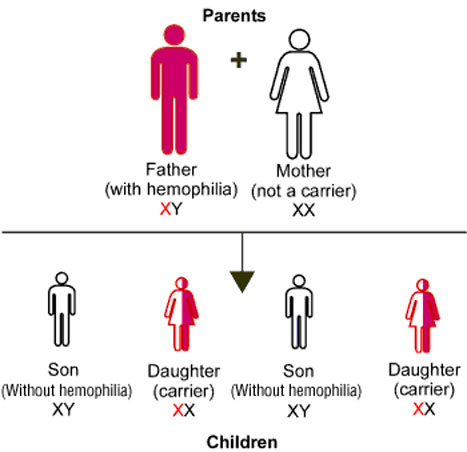 Parents
+
Father Mother
(with hemophilia) (not a carrier)
XY XX
Son Daughter Son Daughter
(Without hemophilia) (carrier) (Without hemophilia) (carrier)
XY XX XY XX
Children